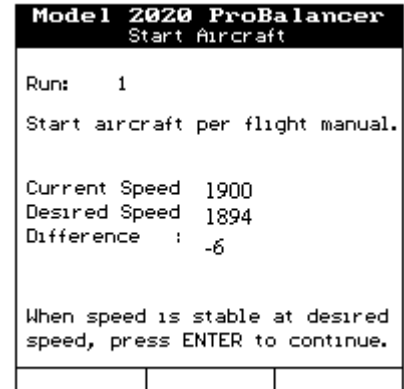 Model 2020 ProBalancer
Start Aircraft
Run: 1
Start aircraft per flight manual.
Current Speed 1900
Desired Speed 1894
Difference : -6
When speed is stable at desired
speed, press ENTER to continue.